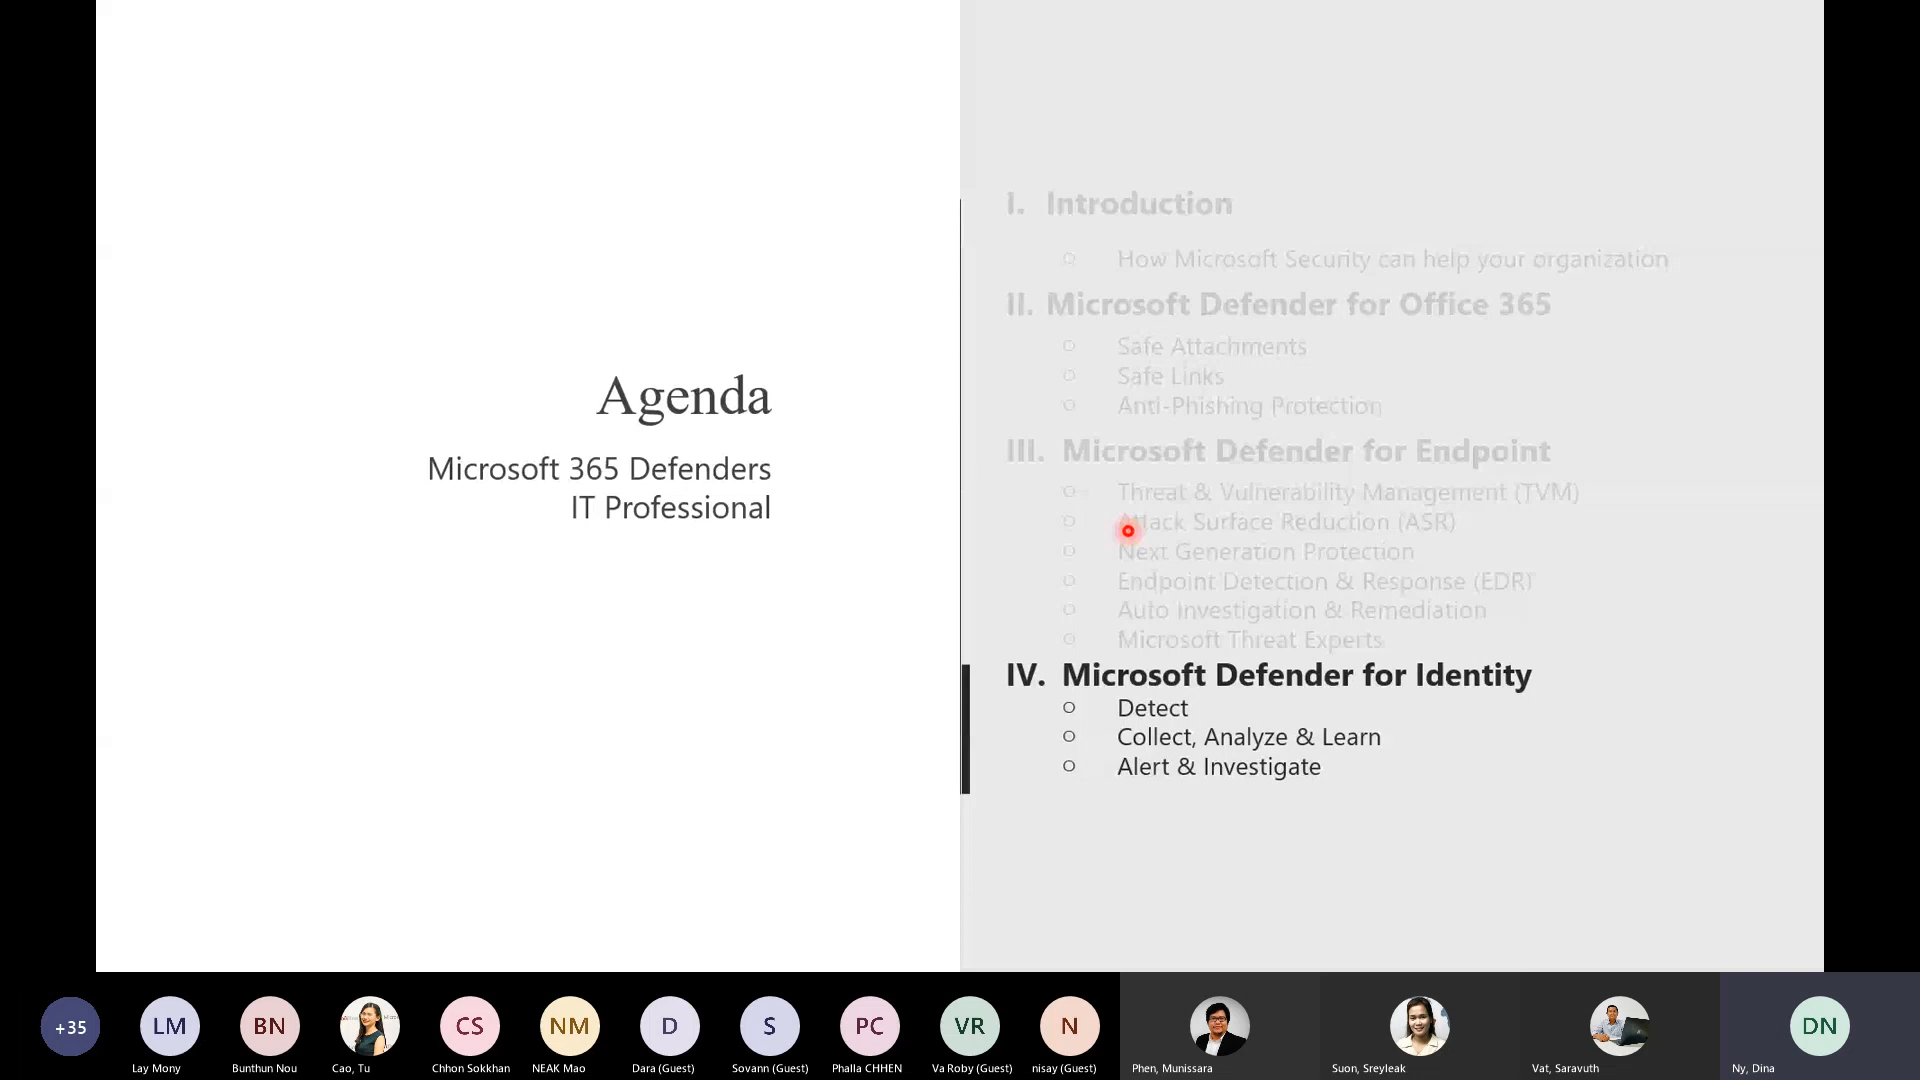 Agenda
Microsoft 365 Defenders
IT Professional
I. Introduction
○ How Microsoft Security can help your organization
II. Microsoft Defender for Office 365
○ Safe Attachments
○ Safe Links
○ Anti-Phishing Protection
III. Microsoft Defender for Endpoint
○ Threat & Vulnerability Management (TVM)
○ Attack Surface Reduction (ASR)
○ Next Generation Protection
○ Endpoint Detection & Response (EDR)
○ Auto Investigation & Remediation
○ Microsoft Threat Experts
IV. Microsoft Defender for Identity
○ Detect
○ Collect, Analyze & Learn
○ Alert & Investigate
+35 LM BN CS NM D S PC VR N DN
Lay Mony Bunthun Nou Cao, Tu Chhon Sokkhan NEAK Mao Dara (Guest) Sovann (Guest) Phalla CHHEN Va Roby (Guest) nisay (Guest) Phen, Munissara Suon, Sreyleak Vat, Saravuth Ny, Dina